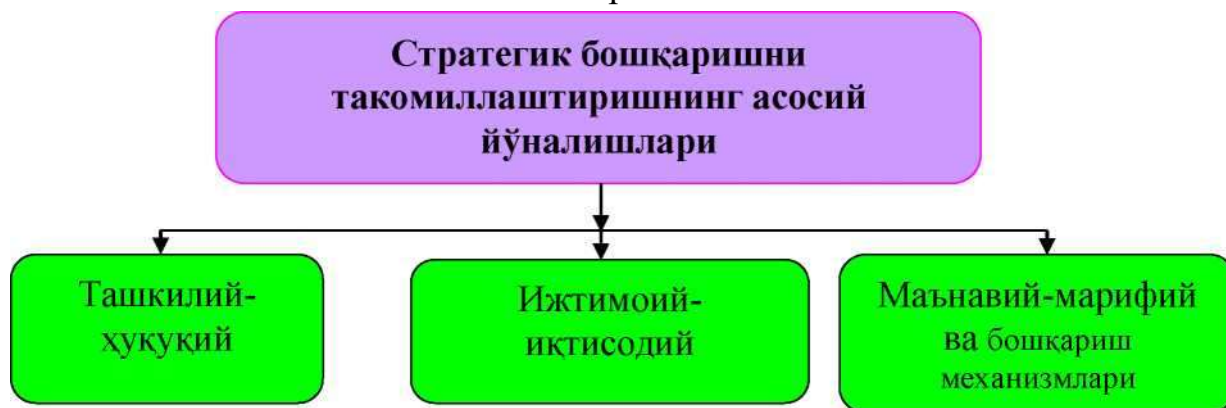 Стратегик бошқаришни
такомиллаштиришнинг асосий
йўналишлари
Ташкилий-
ҳуқуқий
Ижтимоий-
иқтисодий
Маънавий-марифий
ва бошқариш
механизмлари